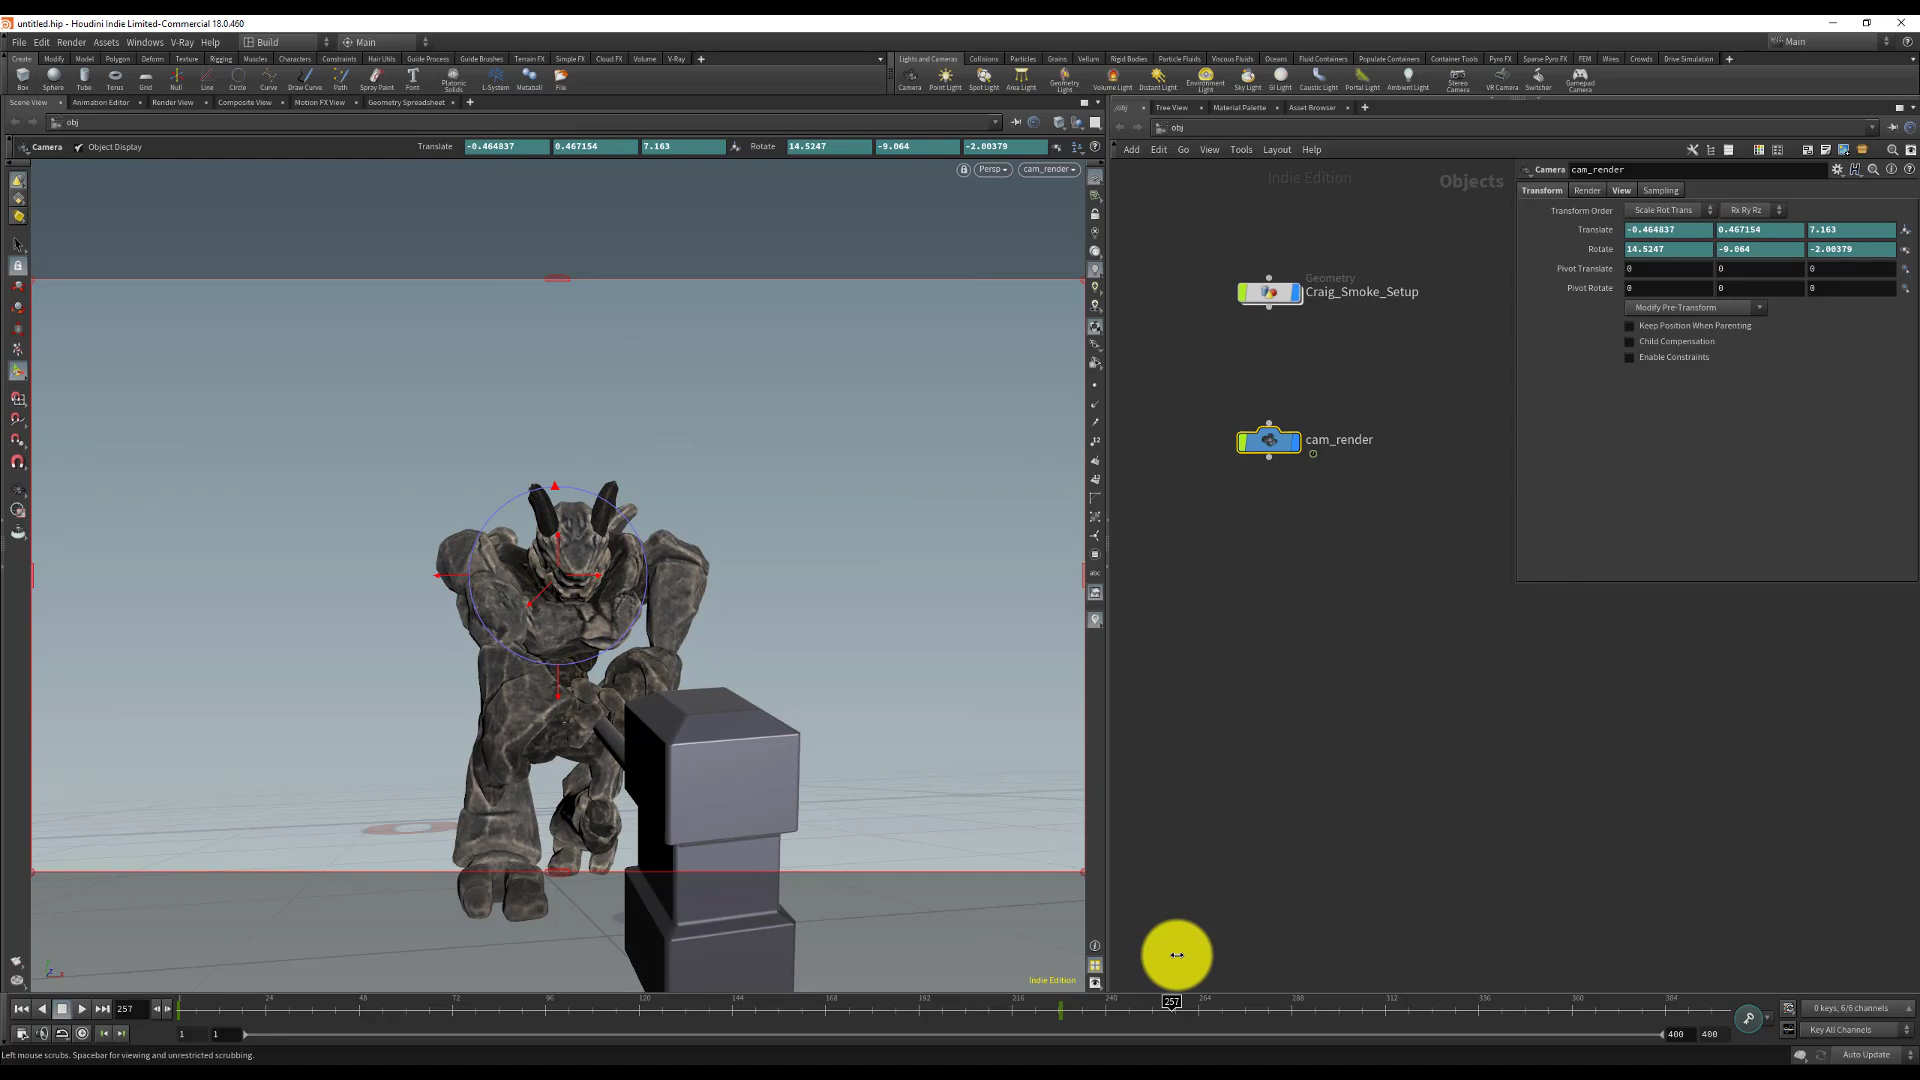 untitled.hip - Houdini Indie Limited-Commercial 18.0.460
File Edit Render Assets Windows V-Ray Help Build Main Main
Create Modify Model Polygon Deform Texture Rigging Muscles Characters Constraints Hair Utils Guide Process Guide Brushes Terrain FX Simple FX Cloud FX Volume V-Ray
Lights and Cameras Collisions Particles Grains Vellum Rigid Bodies Particle Fluids Viscous Fluids Oceans Fluid Containers Populate Containers Container Tools Pyro FX Sparse Pyro FX FEM Wires Crowds Drive Simulation
Box Sphere Tube Torus Grid Null Line Circle Curve Draw Curve Path Spray Paint Font Platonic Solids L-System Metaball File
Camera Point Light Spot Light Area Light Geometry Light Volume Light Distant Light Environment Light Sky Light GI Light Caustic Light Portal Light Ambient Light Stereo Camera VR Camera Switcher Gamepad Camera
Scene View Animation Editor Render View Composite View Motion FX View Geometry Spreadsheet
/obj Tree View Material Palette Asset Browser
obj
obj
Camera Object Display Translate -0.464837 0.467154 7.163 Rotate 14.5247 -9.064 -2.00379
Add Edit Go View Tools Layout Help
Persp cam_render
Indie Edition Objects
Camera cam_render
Transform Render View Sampling
Transform Order Scale Rot Trans Rx Ry Rz
Translate -0.464837 0.467154 7.163
Rotate 14.5247 -9.064 -2.00379
Pivot Translate 0 0 0
Pivot Rotate 0 0 0
Modify Pre-Transform
Keep Position When Parenting
Child Compensation
Enable Constraints
Geometry
Craig_Smoke_Setup
cam_render
abc
y
z x
Indie Edition
257 1 24 48 72 96 120 144 168 192 216 240 257 264 288 312 336 360 384
0 keys, 6/6 channels
1 1 400 400 Key All Channels
Left mouse scrubs. Spacebar for viewing and unrestricted scrubbing. Auto Update